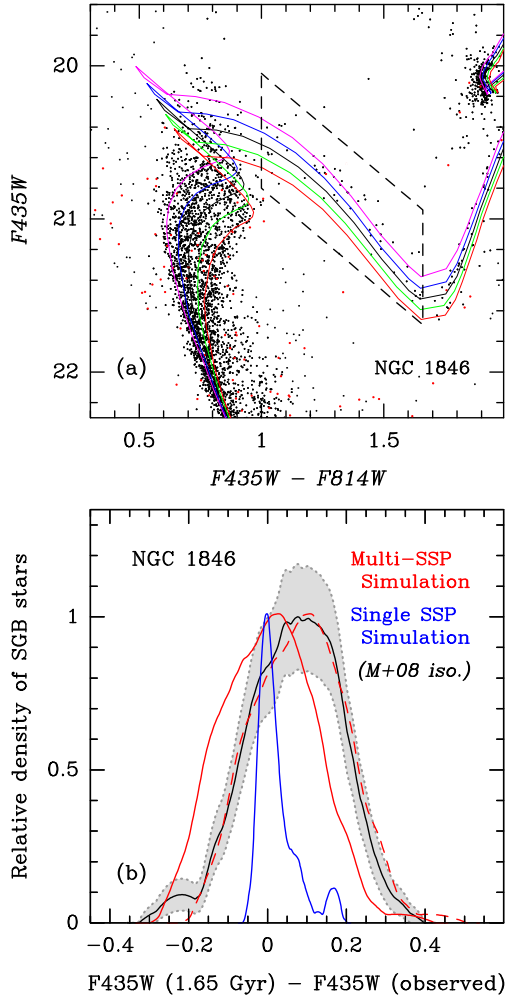 20
21
22
F435W
(a)
NGC 1846
0.5
1
1.5
F435W − F814W
NGC 1846
Multi−SSP
Simulation
Single SSP
Simulation
(M+08 iso.)
1
0.5
0
Relative density of SGB stars
(b)
−0.4
−0.2
0
0.2
0.4
F435W (1.65 Gyr) − F435W (observed)